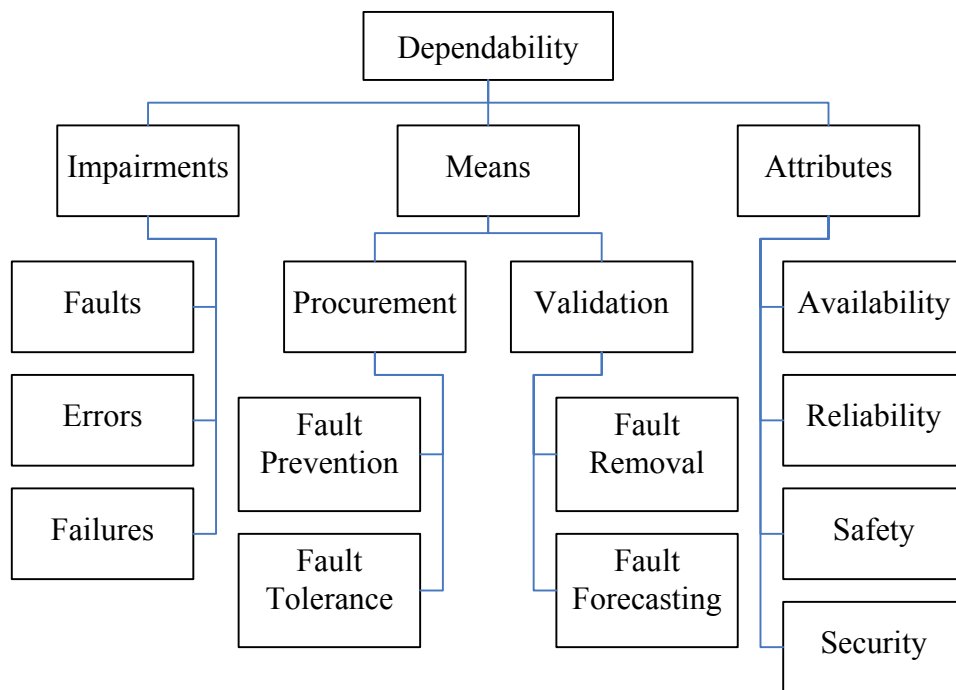 Dependability
Impairments
Means
Attributes
Faults
Procurement
Validation
Availability
Errors
Fault
Prevention
Fault
Removal
Reliability
Failures
Fault
Tolerance
Fault
Forecasting
Safety
Security